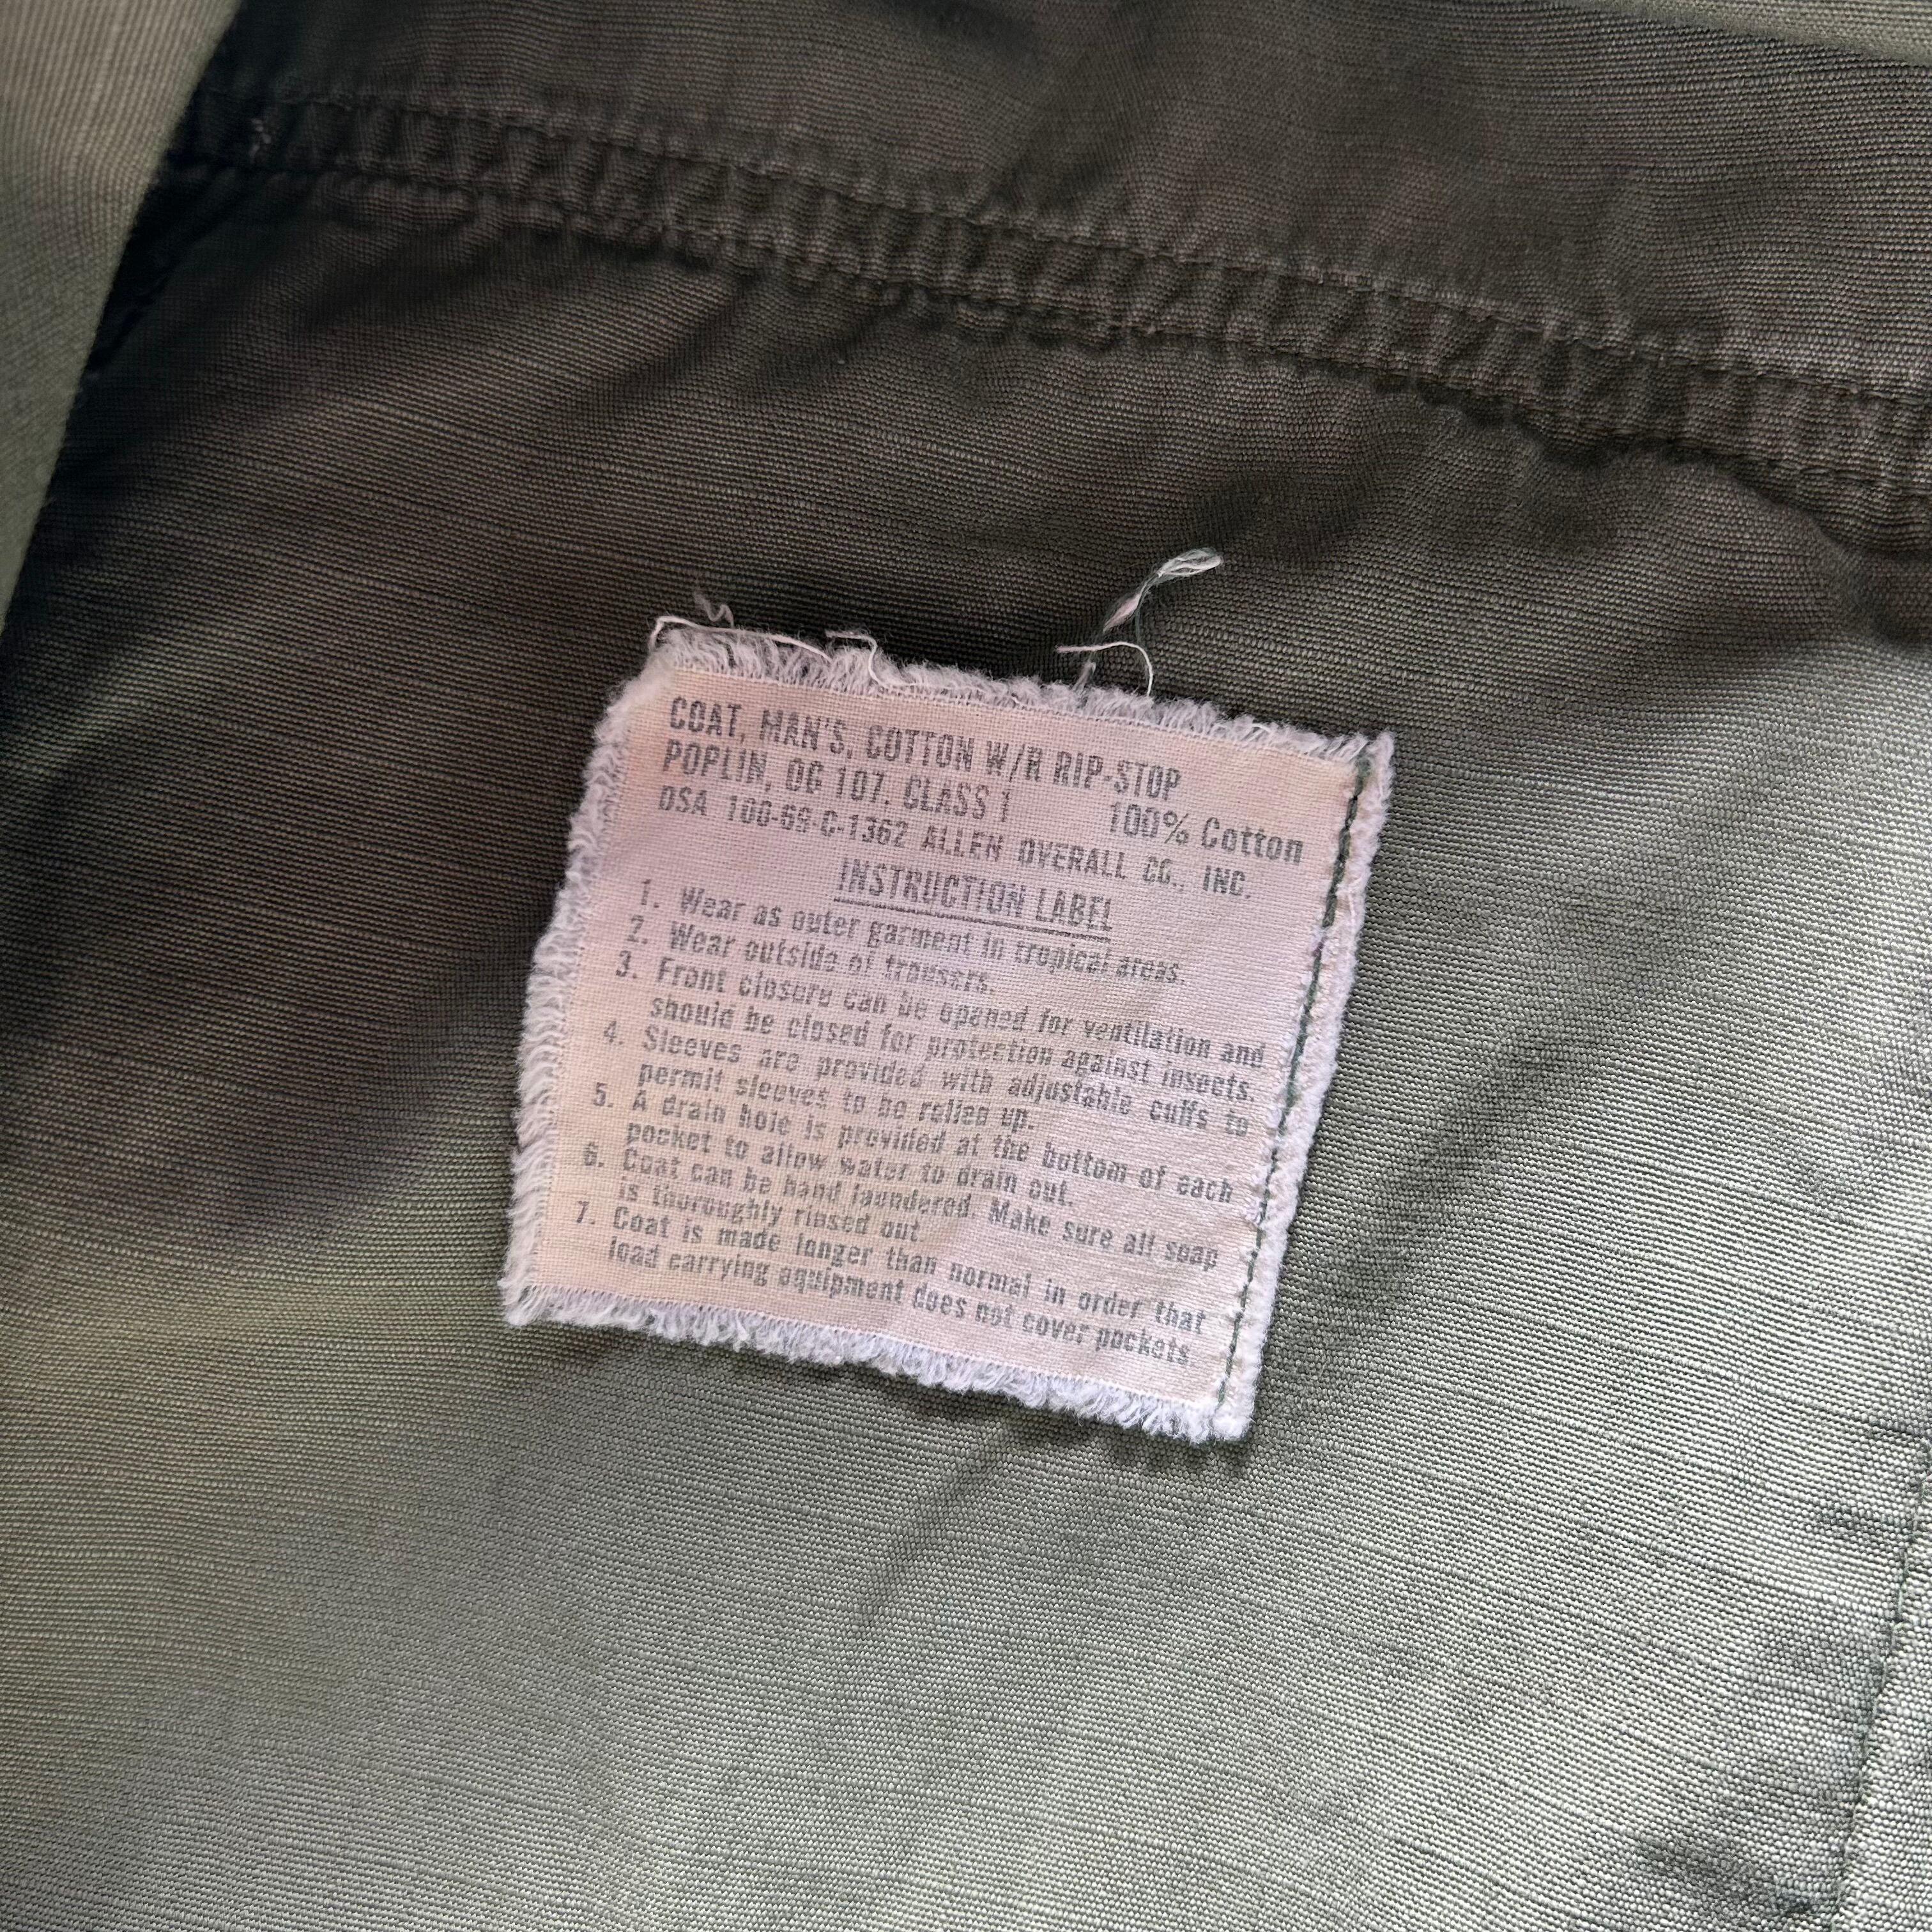 COAT, MAN'S, COTTON W/R RIP-STOP
POPLIN, OG 107, CLASS 1 100% Cotton
DSA 100-69-C-1362 ALLEN OVERALL CO., INC.
INSTRUCTION LABEL
1. Wear as outer garment in tropical areas.
2. Wear outside of trousers.
3. Front closure can be opened for ventilation and
should be closed for protection against insects.
4. Sleeves are provided with adjustable cuffs to
permit sleeves to be rolled up.
5. A drain hole is provided at the bottom of each
pocket to allow water to drain out.
6. Coat can be hand laundered. Make sure all soap
is thoroughly rinsed out
7. Coat is made longer than normal in order that
load carrying equipment does not cover pockets.